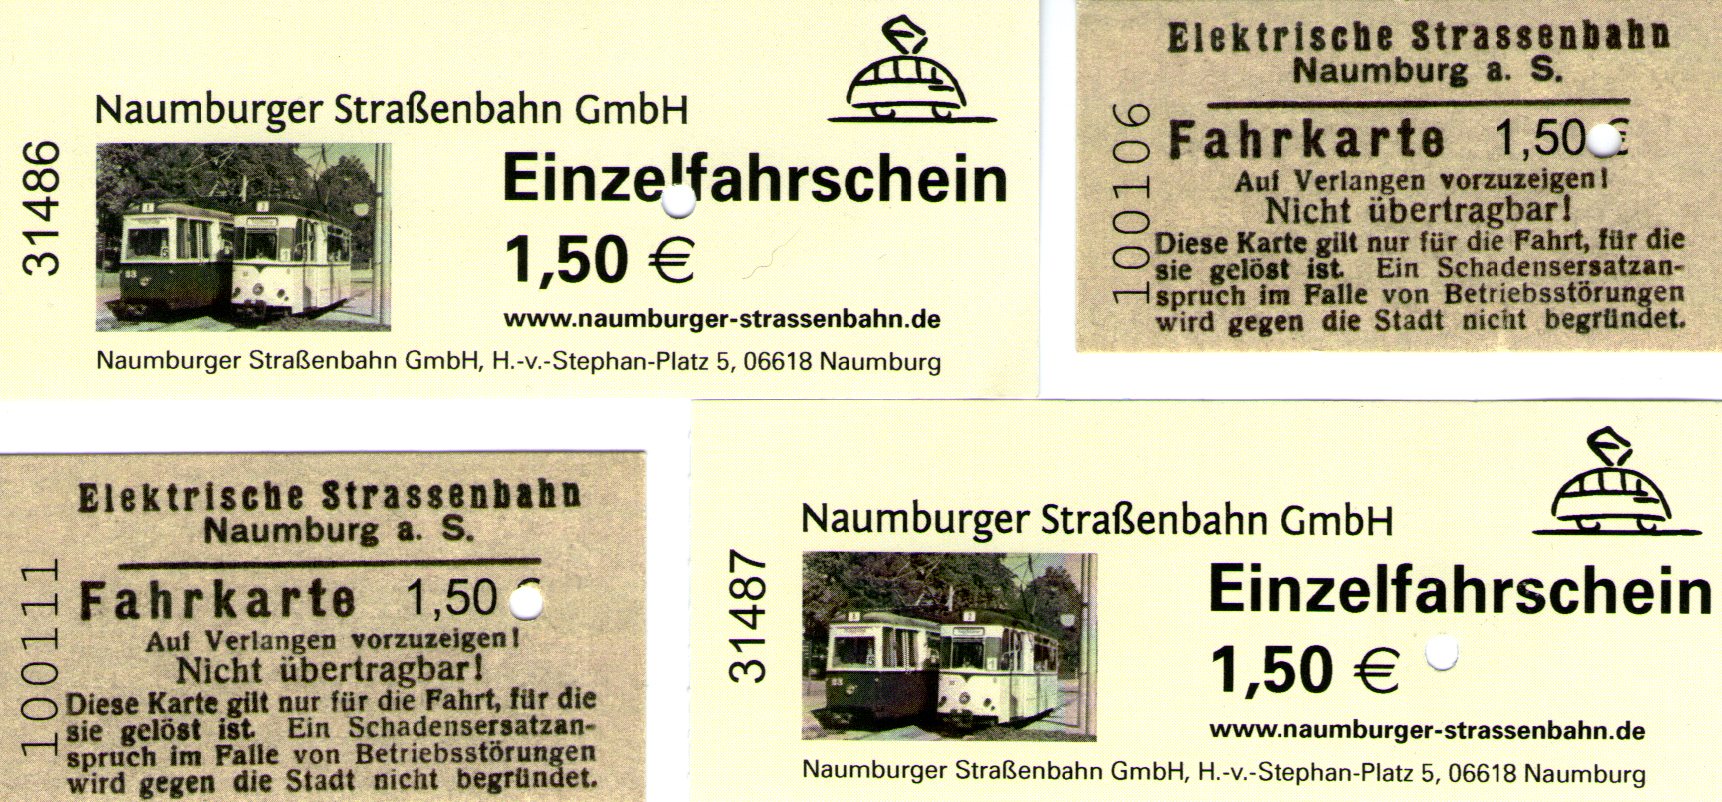 31486
Naumburger Straßenbahn GmbH
Einzelfahrschein
1,50 €
www.naumburger-strassenbahn.de
Naumburger Straßenbahn GmbH, H.-v.-Stephan-Platz 5, 06618 Naumburg
100106
Elektrische Strassenbahn
Naumburg a. S.
Fahrkarte 1,50 €
Auf Verlangen vorzuzeigen!
Nicht übertragbar!
Diese Karte gilt nur für die Fahrt, für die
sie gelöst ist. Ein Schadensersatzan-
spruch im Falle von Betriebsstörungen
wird gegen die Stadt nicht begründet.
100111
Elektrische Strassenbahn
Naumburg a. S.
Fahrkarte 1,50 €
Auf Verlangen vorzuzeigen!
Nicht übertragbar!
Diese Karte gilt nur für die Fahrt, für die
sie gelöst ist. Ein Schadensersatzan-
spruch im Falle von Betriebsstörungen
wird gegen die Stadt nicht begründet.
31487
Naumburger Straßenbahn GmbH
Einzelfahrschein
1,50 €
www.naumburger-strassenbahn.de
Naumburger Straßenbahn GmbH, H.-v.-Stephan-Platz 5, 06618 Naumburg